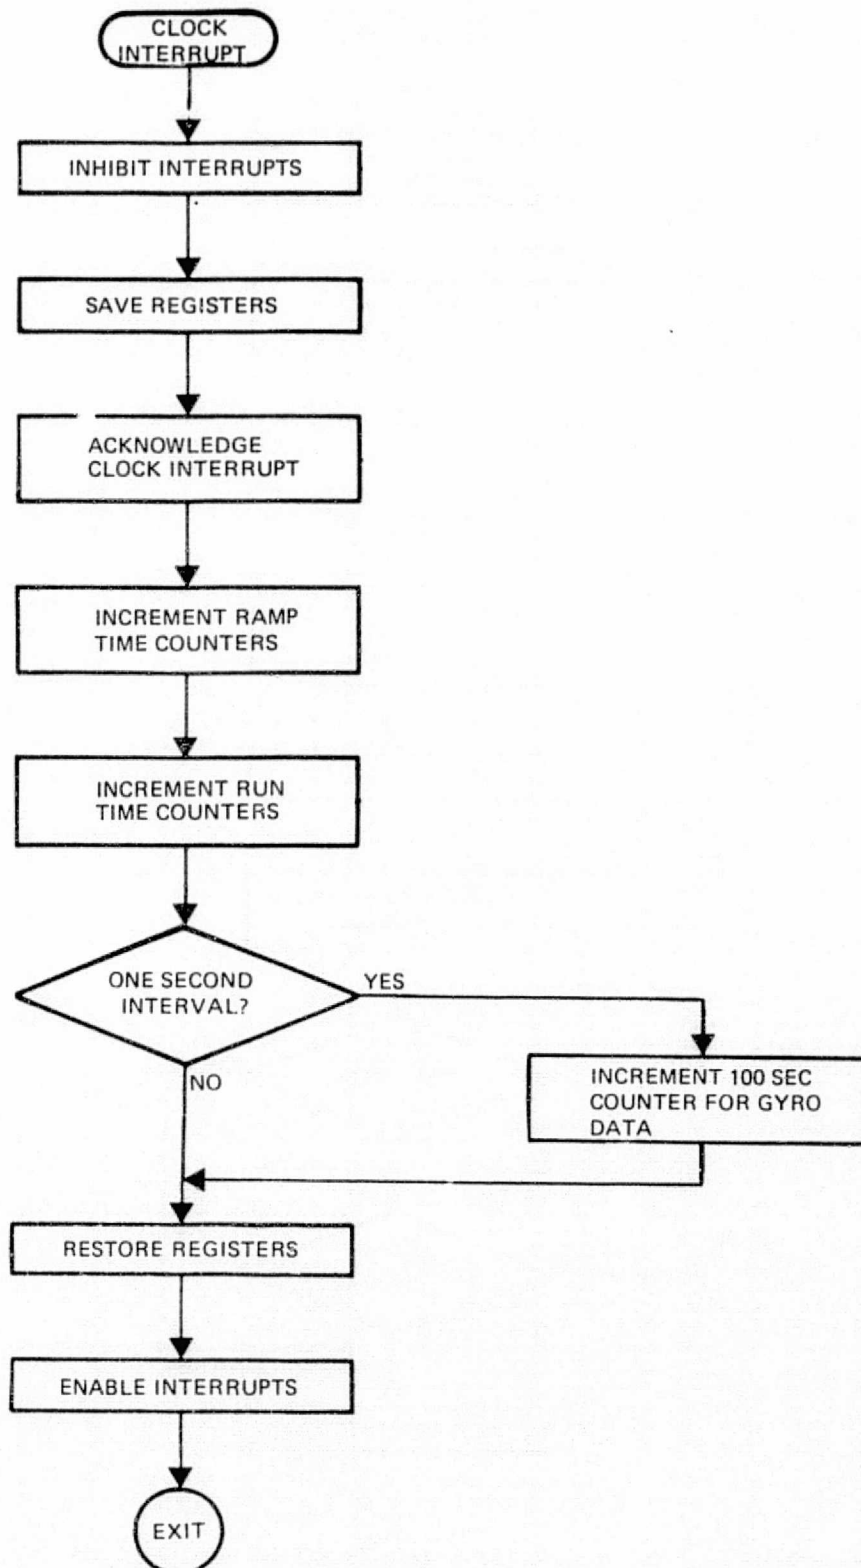 CLOCK
INTERRUPT
INHIBIT INTERRUPTS
SAVE REGISTERS
ACKNOWLEDGE
CLOCK INTERRUPT
INCREMENT RAMP
TIME COUNTERS
INCREMENT RUN
TIME COUNTERS
ONE SECOND
INTERVAL?
YES
NO
INCREMENT 100 SEC
COUNTER FOR GYRO
DATA
RESTORE REGISTERS
ENABLE INTERRUPTS
EXIT